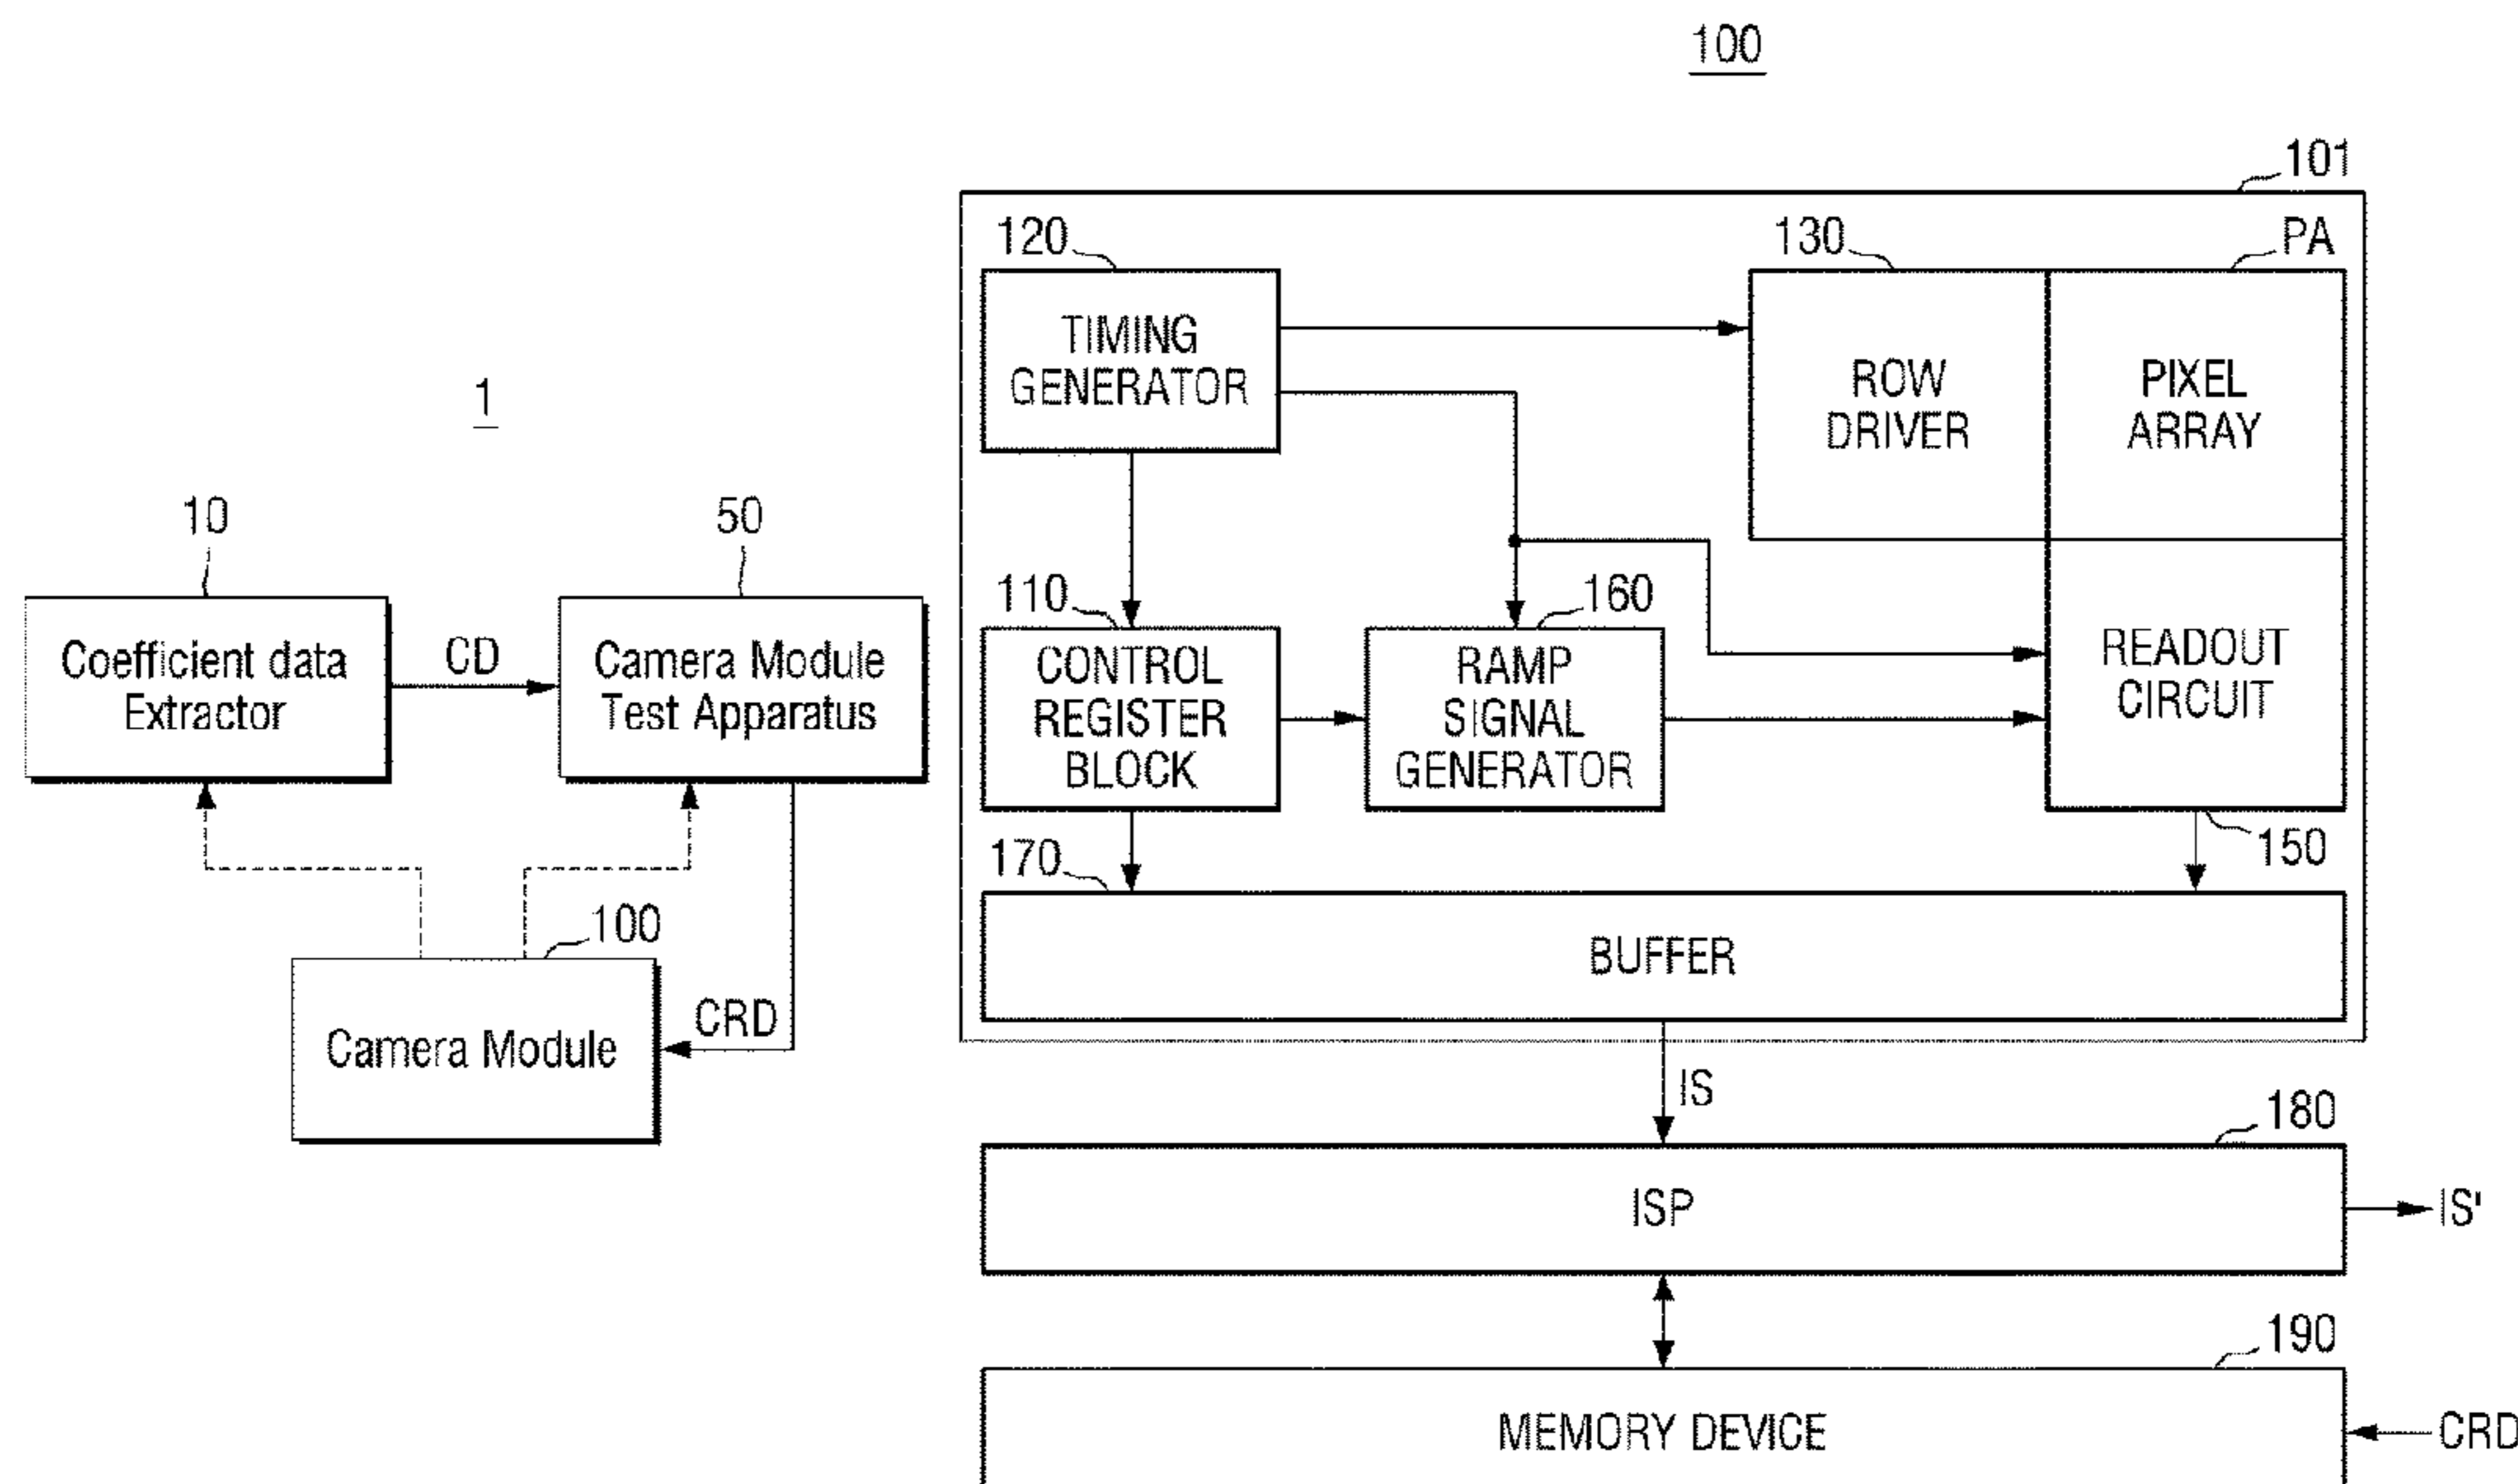 1
10
50
Coefficient data
Extractor
CD
Camera Module
Test Apparatus
100
Camera Module
CRD
100
101
120
130
PA
TIMING
GENERATOR
ROW
DRIVER
PIXEL
ARRAY
110
160
CONTROL
REGISTER
BLOCK
RAMP
SIGNAL
GENERATOR
READOUT
CIRCUIT
170
150
BUFFER
IS
180
ISP
IS'
190
MEMORY DEVICE
CRD